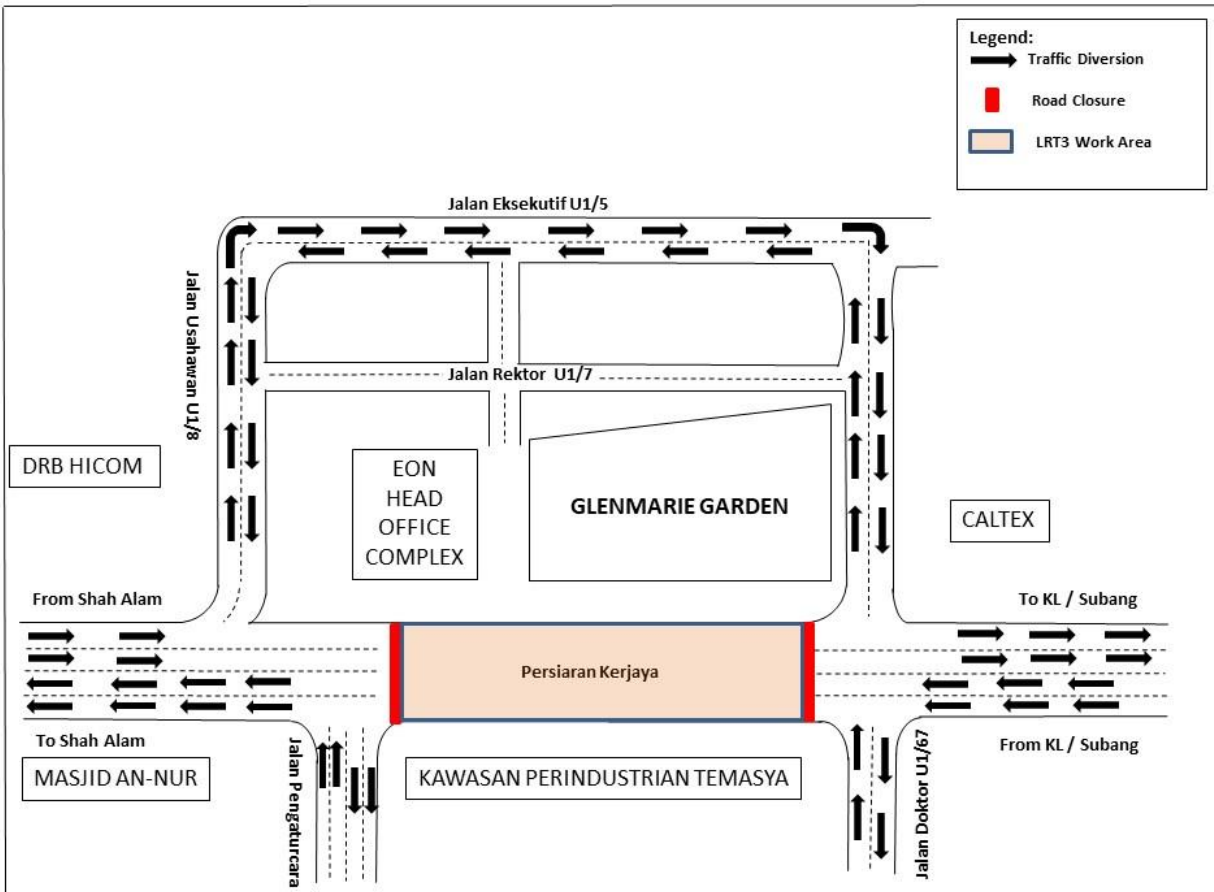 Legend:
Traffic Diversion
Road Closure
LRT3 Work Area
Jalan Eksekutif U1/5
Jalan Usahawan U1/8
Jalan Rektor U1/7
DRB HICOM
EON
HEAD
OFFICE
COMPLEX
GLENMARIE GARDEN
CALTEX
From Shah Alam
To KL / Subang
Persiaran Kerjaya
To Shah Alam
From KL / Subang
MASJID AN-NUR
Jalan Pengaturcara
KAWASAN PERINDUSTRIAN TEMASYA
Jalan Doktor U1/67